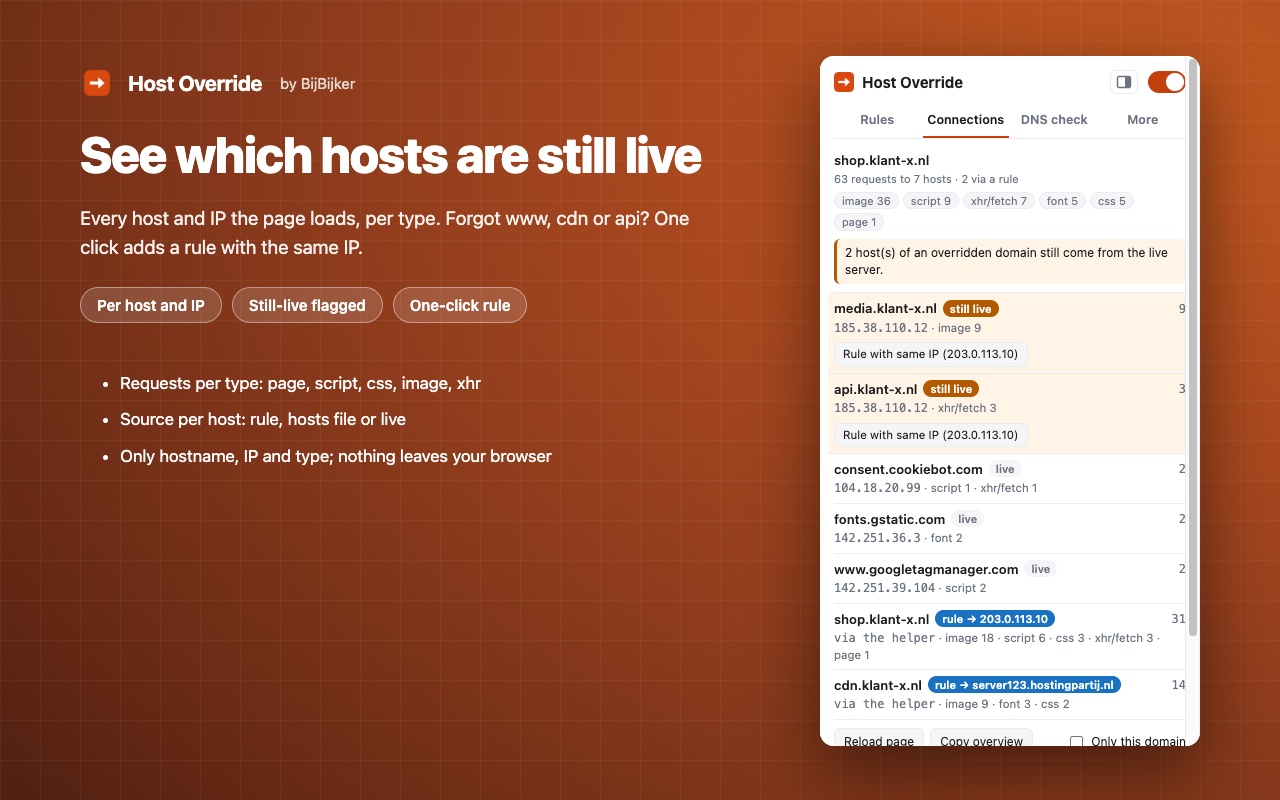 Host Override by BijBijker
See which hosts are still live
Every host and IP the page loads, per type. Forgot www, cdn or api? One
click adds a rule with the same IP.
Per host and IP
Still-live flagged
One-click rule
• Requests per type: page, script, css, image, xhr
• Source per host: rule, hosts file or live
• Only hostname, IP and type; nothing leaves your browser
Host Override
Rules Connections DNS check More
shop.klant-x.nl
63 requests to 7 hosts · 2 via a rule
image 36 script 9 xhr/fetch 7 font 5 css 5
page 1
2 host(s) of an overridden domain still come from the live
server.
media.klant-x.nl still live 9
185.38.110.12 · image 9
Rule with same IP (203.0.113.10)
api.klant-x.nl still live 3
185.38.110.12 · xhr/fetch 3
Rule with same IP (203.0.113.10)
consent.cookiebot.com live 2
104.18.20.99 · script 1 · xhr/fetch 1
fonts.gstatic.com live 2
142.251.36.3 · font 2
www.googletagmanager.com live 2
142.251.39.104 · script 2
shop.klant-x.nl rule → 203.0.113.10 31
via the helper · image 18 · script 6 · css 3 · xhr/fetch 3 ·
page 1
cdn.klant-x.nl rule → server123.hostingpartij.nl 14
via the helper · image 9 · font 3 · css 2
Reload page Copy overview Only this domain